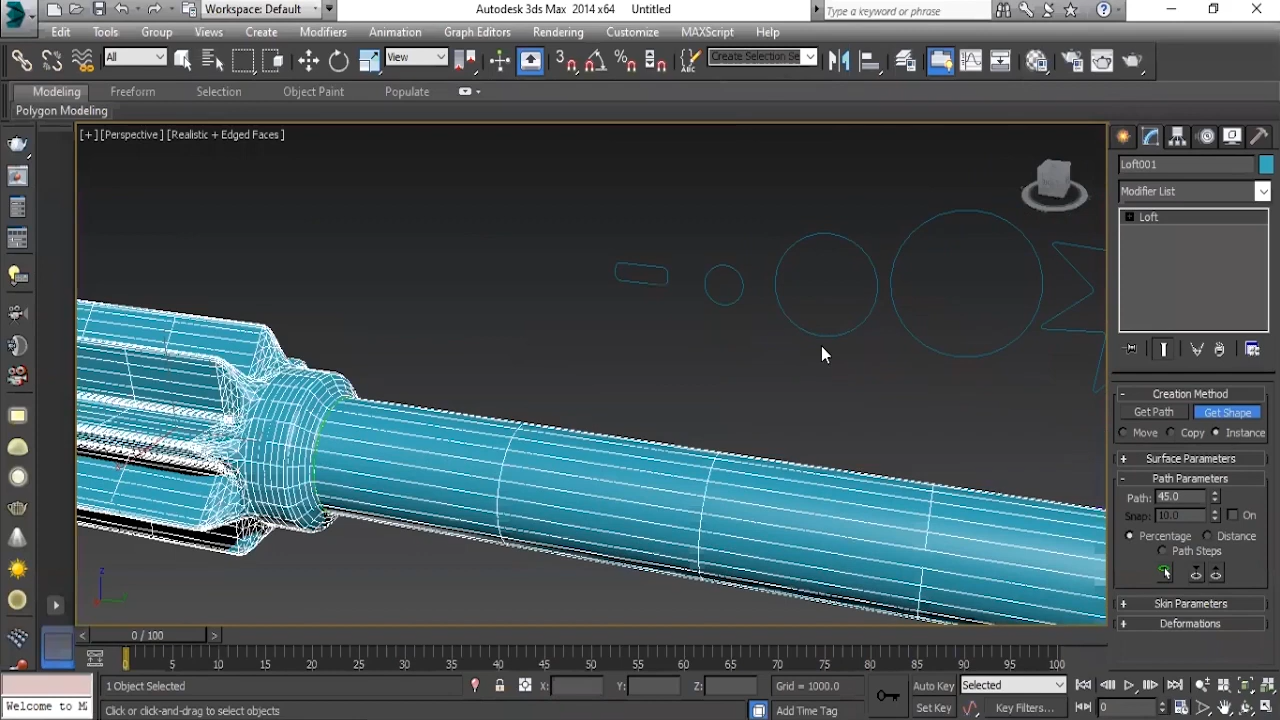 Workspace: Default
Autodesk 3ds Max  2014 x64
Untitled
Type a keyword or phrase
Edit
Tools
Group
Views
Create
Modifiers
Animation
Graph Editors
Rendering
Customize
MAXScript
Help
All
View
3
Create Selection Se
ABC
Modeling
Freeform
Selection
Object Paint
Populate
Polygon Modeling
[+] [Perspective ] [Realistic + Edged Faces ]
Loft001
Modifier List
Loft
Creation Method
Get Path
Get Shape
Move
Copy
Instance
Surface Parameters
Path Parameters
Path: 45.0
Snap: 10.0
On
Percentage
Distance
Path Steps
Skin Parameters
Deformations
z
0 / 100
0 5 10 15 20 25 30 35 40 45 50 55 60 65 70 75 80 85 90 95 100
1 Object Selected
X:
Y:
Z:
Grid = 1000.0
Auto Key
Selected
Welcome to M
Click or click-and-drag to select objects
Add Time Tag
Set Key
Key Filters...
0